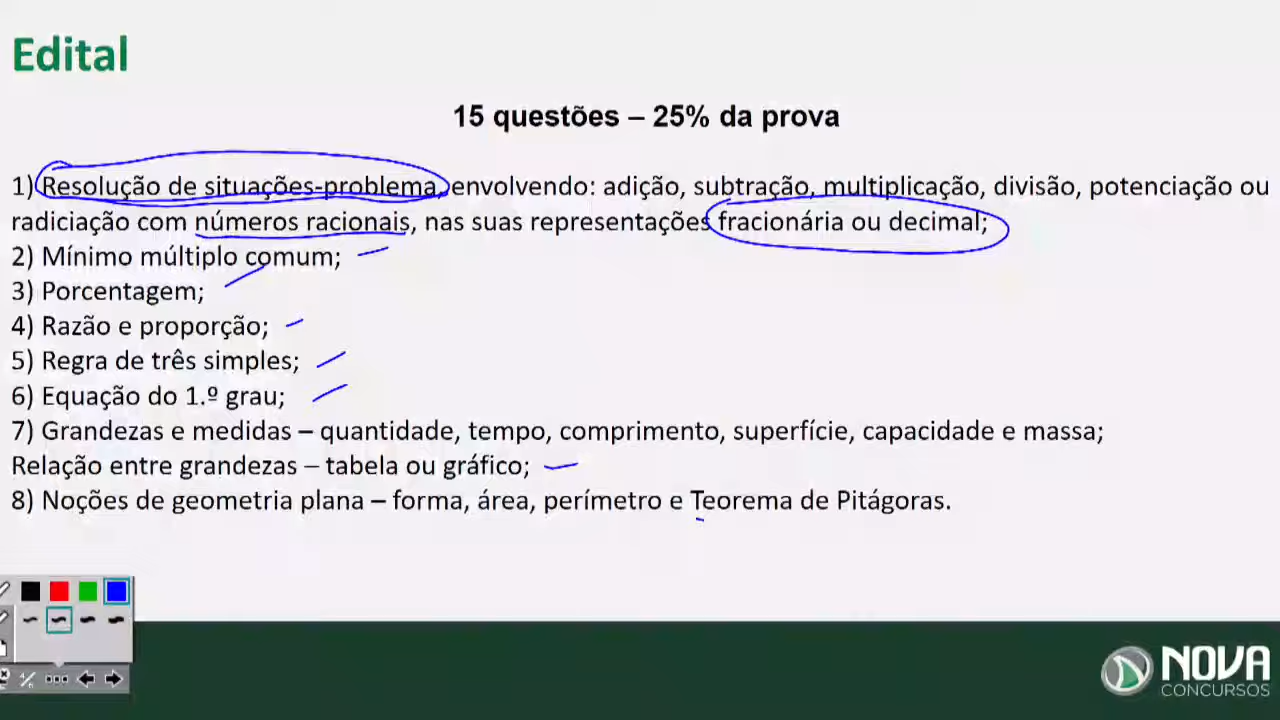 Edital
15 questões – 25% da prova
1) Resolução de situações-problema, envolvendo: adição, subtração, multiplicação, divisão, potenciação ou
radiciação com números racionais, nas suas representações fracionária ou decimal;
2) Mínimo múltiplo comum;
3) Porcentagem;
4) Razão e proporção;
5) Regra de três simples;
6) Equação do 1.º grau;
7) Grandezas e medidas – quantidade, tempo, comprimento, superfície, capacidade e massa;
Relação entre grandezas – tabela ou gráfico;
8) Noções de geometria plana – forma, área, perímetro e Teorema de Pitágoras.
NOVA
CONCURSOS